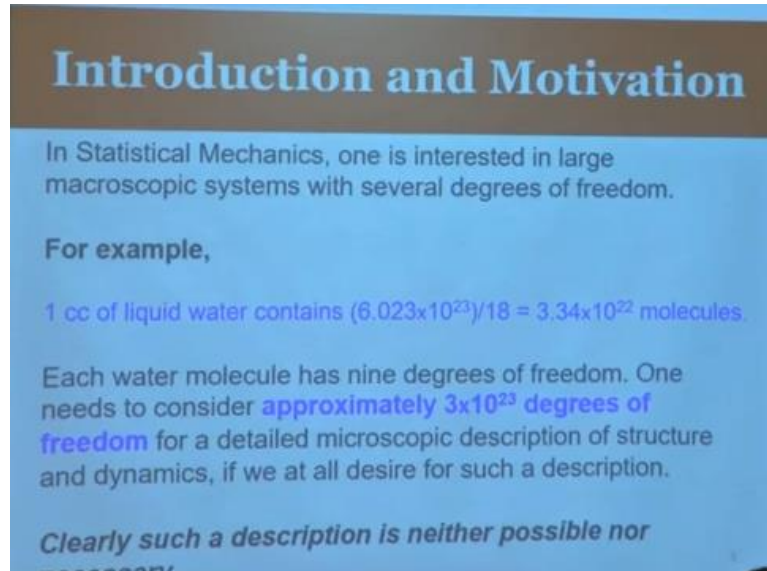 Introduction and Motivation
In Statistical Mechanics, one is interested in large
macroscopic systems with several degrees of freedom.
For example,
1 cc of liquid water contains (6.023x10²³)/18 = 3.34x10²² molecules.
Each water molecule has nine degrees of freedom. One
needs to consider approximately 3x10²³ degrees of
freedom for a detailed microscopic description of structure
and dynamics, if we at all desire for such a description.
Clearly such a description is neither possible nor